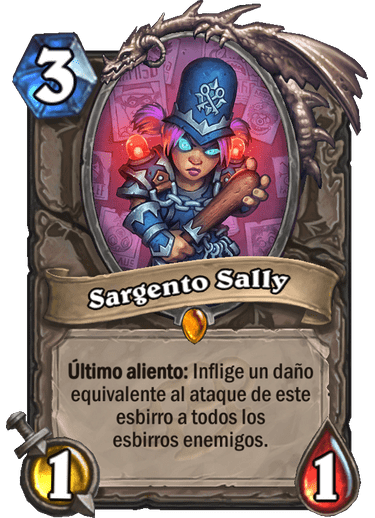 3
Sargento Sally
Último aliento: Inflige un daño
equivalente al ataque de este
esbirro a todos los
esbirros enemigos.
1
1